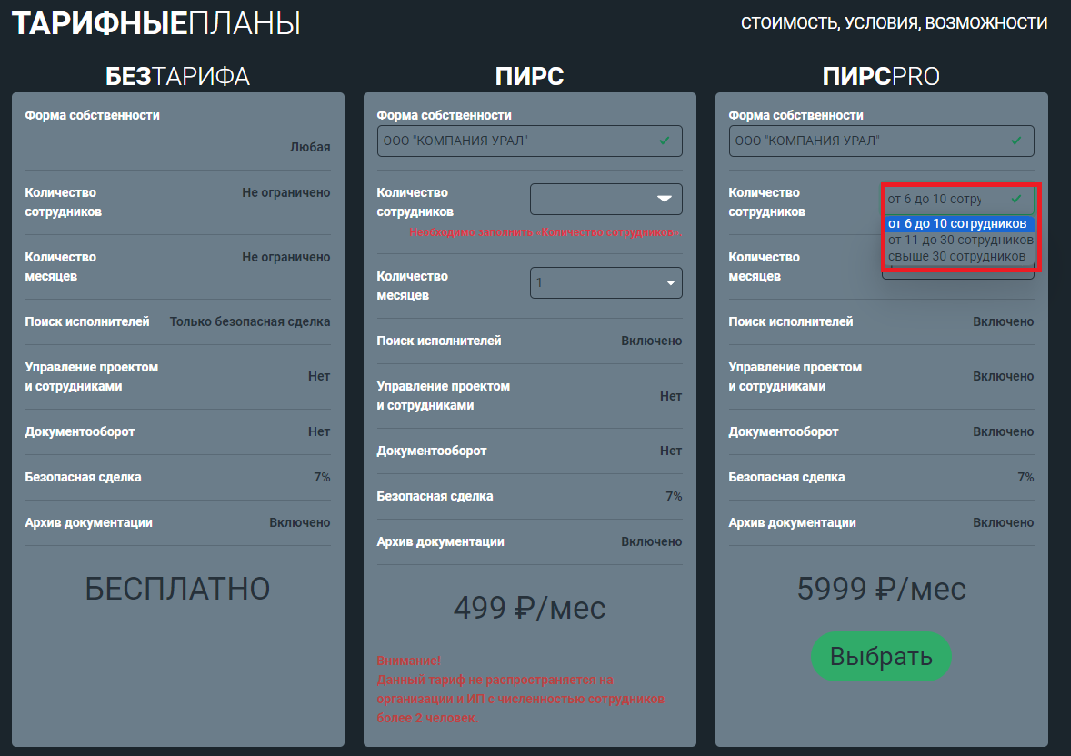 ТАРИФНЫЕПЛАНЫ
СТОИМОСТЬ, УСЛОВИЯ, ВОЗМОЖНОСТИ
БЕЗТАРИФА
Форма собственности
Любая
Количество
сотрудников
Не ограничено
Количество
месяцев
Не ограничено
Поиск исполнителей
Только безопасная сделка
Управление проектом
и сотрудниками
Нет
Документооборот
Нет
Безопасная сделка
7%
Архив документации
Включено
БЕСПЛАТНО
ПИРС
Форма собственности
ООО "КОМПАНИЯ УРАЛ"
Количество
сотрудников
Необходимо заполнить «Количество сотрудников».
Количество
месяцев
1
Поиск исполнителей
Включено
Управление проектом
и сотрудниками
Нет
Документооборот
Нет
Безопасная сделка
7%
Архив документации
Включено
499 ₽/мес
Внимание!
Данный тариф не распространяется на
организации и ИП с численностью сотрудников
более 2 человек.
ПИРСPRO
Форма собственности
ООО "КОМПАНИЯ УРАЛ"
Количество
сотрудников
от 6 до 10 сотру
от 6 до 10 сотрудников
от 11 до 30 сотрудников
свыше 30 сотрудников
Количество
месяцев
Поиск исполнителей
Включено
Управление проектом
и сотрудниками
Включено
Документооборот
Включено
Безопасная сделка
7%
Архив документации
Включено
5999 ₽/мес
Выбрать